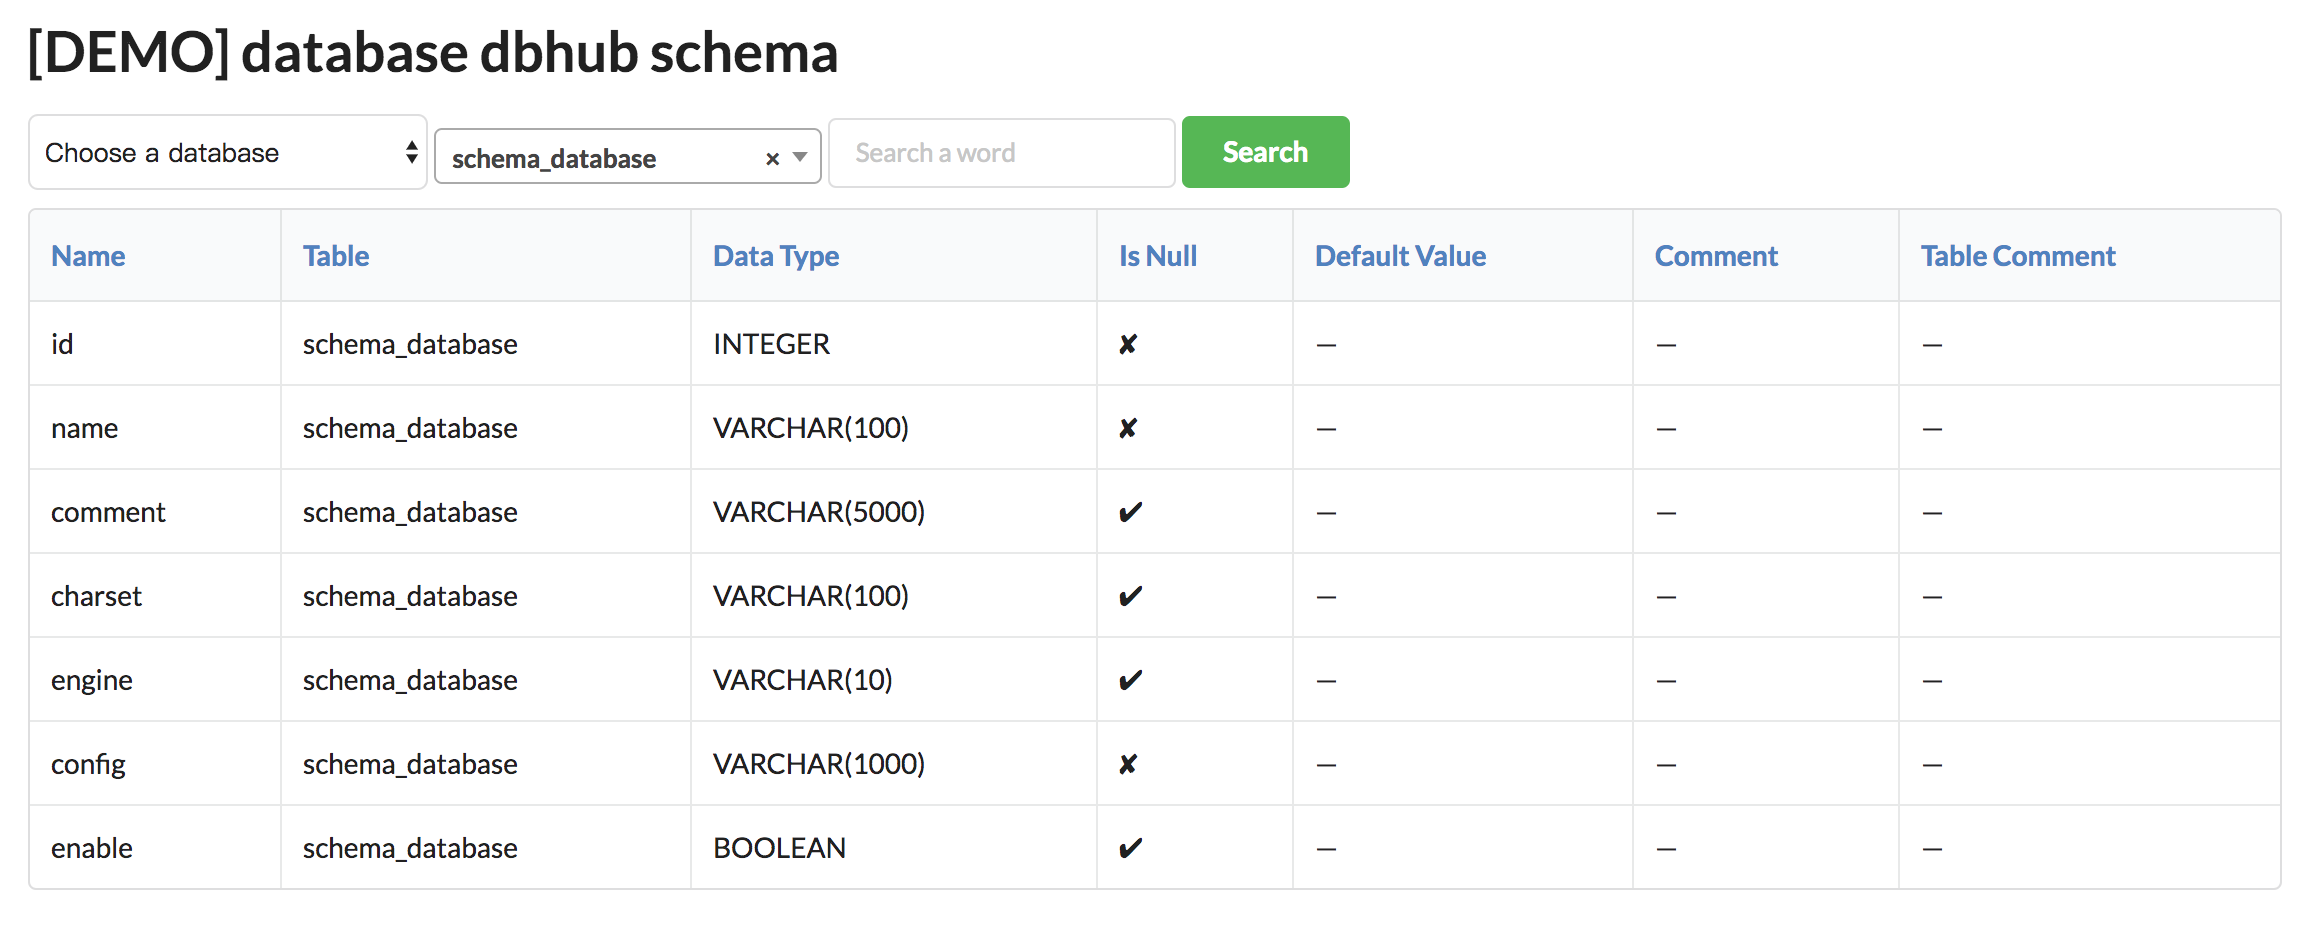 [DEMO] database dbhub schema
Choose a database schema_database × Search a word Search
Name Table Data Type Is Null Default Value Comment Table Comment
id schema_database INTEGER ✘ — — —
name schema_database VARCHAR(100) ✘ — — —
comment schema_database VARCHAR(5000) ✔ — — —
charset schema_database VARCHAR(100) ✔ — — —
engine schema_database VARCHAR(10) ✔ — — —
config schema_database VARCHAR(1000) ✘ — — —
enable schema_database BOOLEAN ✔ — — —